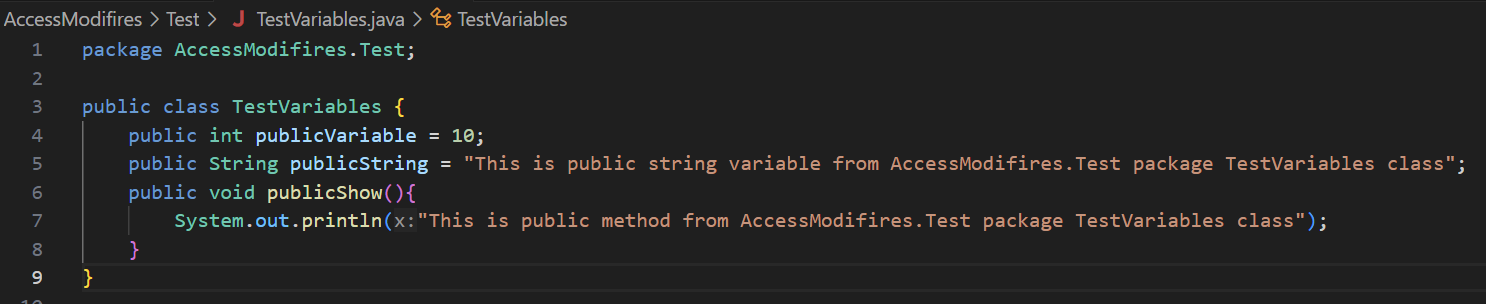 AccessModifires > Test > J TestVariables.java > TestVariables
1 package AccessModifires.Test;
2
3 public class TestVariables {
4     public int publicVariable = 10;
5     public String publicString = "This is public string variable from AccessModifires.Test package TestVariables class";
6     public void publicShow(){
7         System.out.println(x:"This is public method from AccessModifires.Test package TestVariables class");
8     }
9 }